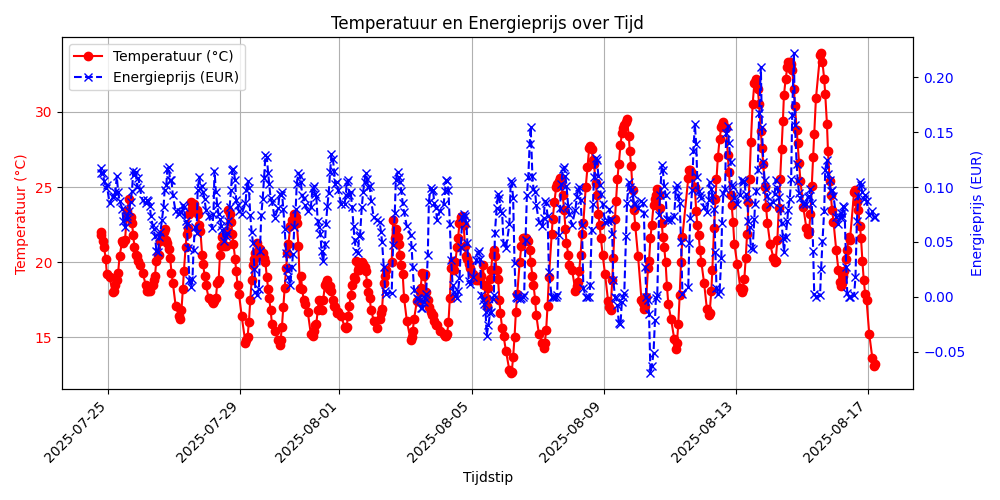 Temperatuur en Energieprijs over Tijd
Temperatuur (°C)
Energieprijs (EUR)
30
25
20
15
Temperatuur (°C)
0.20
0.15
0.10
0.05
0.00
−0.05
Energieprijs (EUR)
2025-07-25
2025-07-29
2025-08-01
2025-08-05
2025-08-09
2025-08-13
2025-08-17
Tijdstip